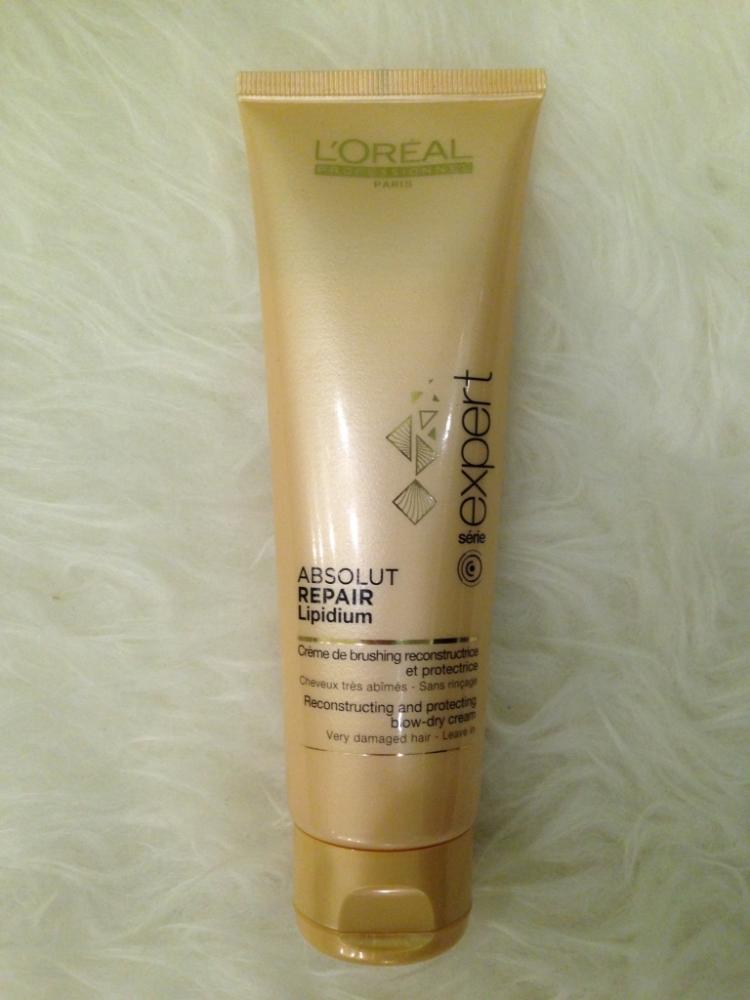 L'ORÉAL
PROFESSIONNEL
PARIS
série expert
ABSOLUT
REPAIR
Lipidium
Crème de brushing reconstructrice
et protectrice
Cheveux très abîmés - Sans rinçage
Reconstructing and protecting
blow-dry cream
Very damaged hair - Leave in